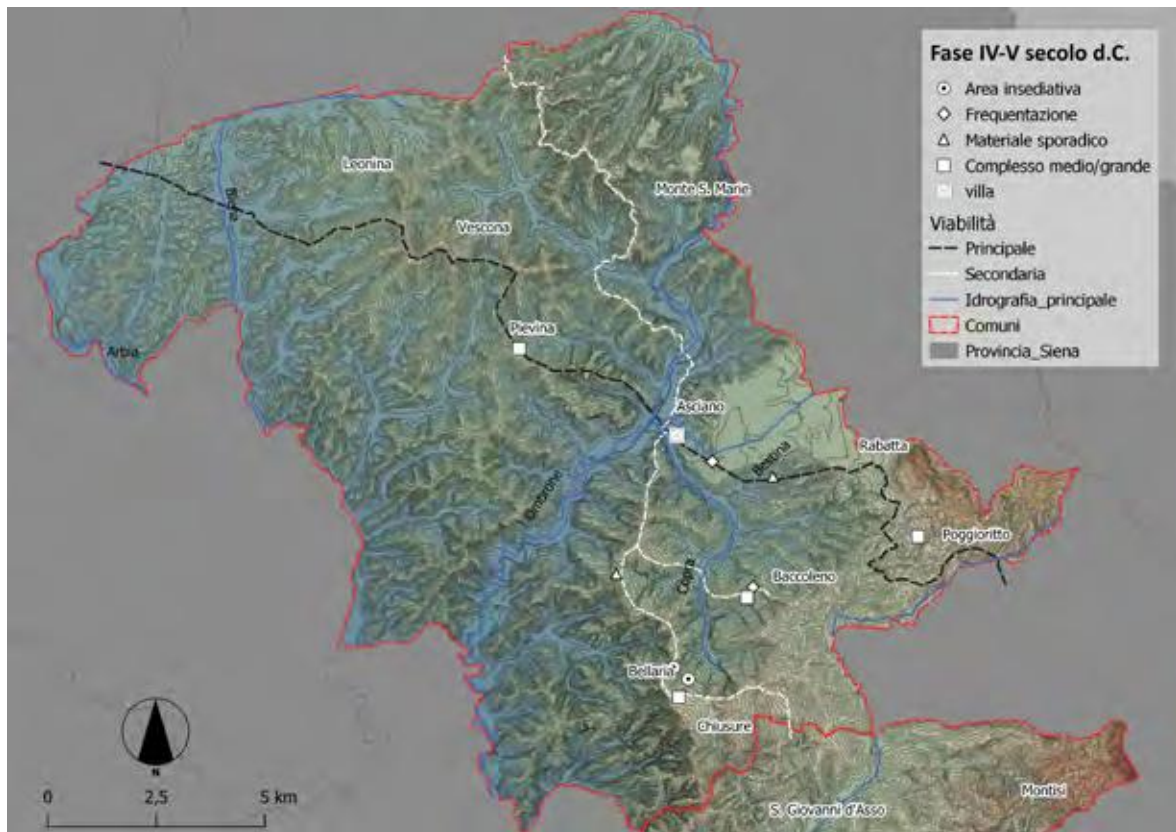 Fase IV-V secolo d.C.
Area insediativa
Frequentazione
Materiale sporadico
Complesso medio/grande
villa
Viabilità
Principale
Secondaria
Idrografia_principale
Comuni
Provincia_Siena
Leonina
Monte S. Marie
Vescona
Pievina
Arbia
Asciano
Rabatta
Bestina
Ombrone
Poggioritto
Baccoleno
Copra
Bellaria
Chiusure
Montisi
S. Giovanni d'Asso
N
0 2,5 5 km